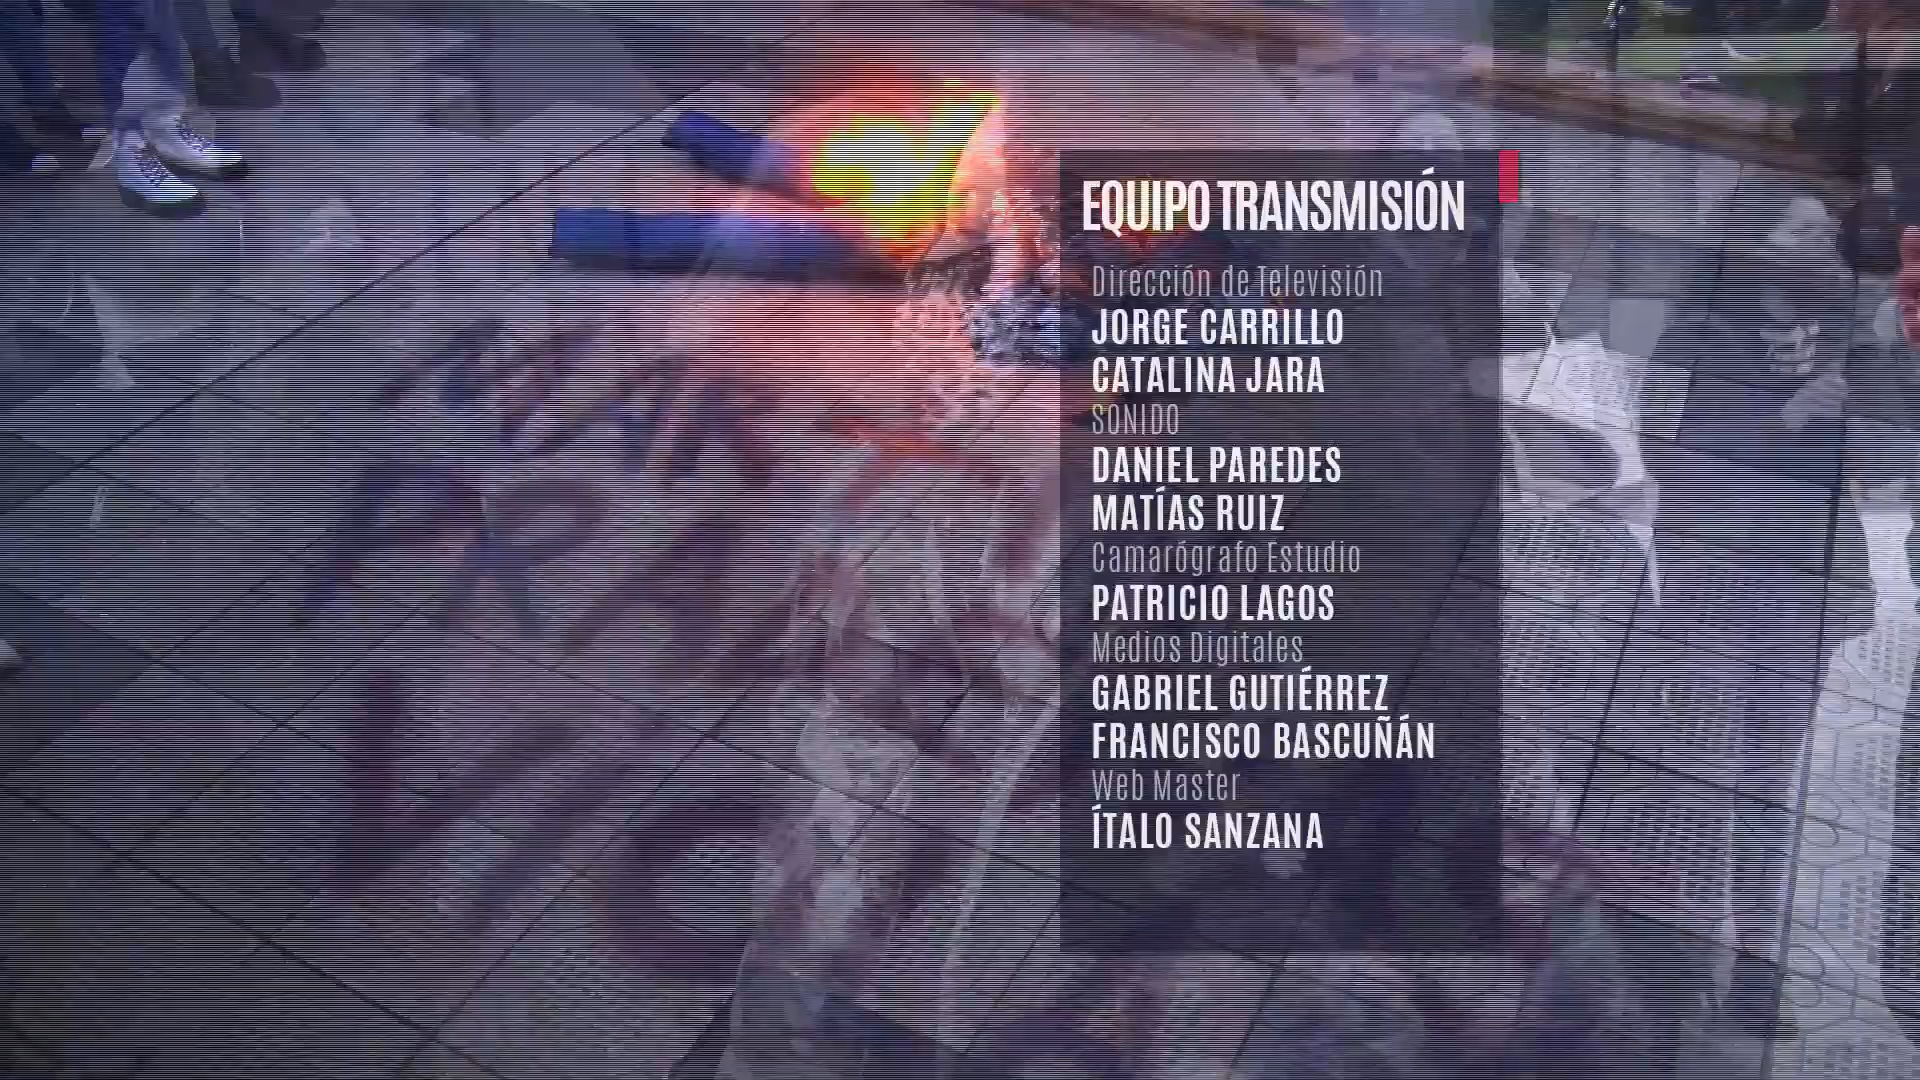 EQUIPO TRANSMISIÓN
Dirección de Televisión
JORGE CARRILLO
CATALINA JARA
SONIDO
DANIEL PAREDES
MATÍAS RUIZ
Camarógrafo Estudio
PATRICIO LAGOS
Medios Digitales
GABRIEL GUTIÉRREZ
FRANCISCO BASCUÑÁN
Web Master
ÍTALO SANZANA